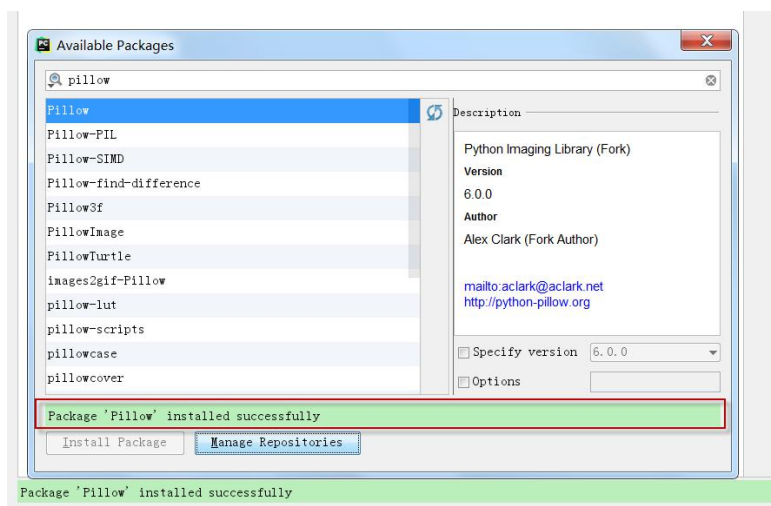 PC Available Packages
pillow
Pillow
Pillow-PIL
Pillow-SIMD
Pillow-find-difference
Pillow3f
PillowImage
PillowTurtle
images2gif-Pillow
pillow-lut
pillow-scripts
pillowcase
pillowcover
Description
Python Imaging Library (Fork)
Version
6.0.0
Author
Alex Clark (Fork Author)
mailto:aclark@aclark.net
http://python-pillow.org
Specify version 6.0.0
Options
Package 'Pillow' installed successfully
Install Package Manage Repositories
Package 'Pillow' installed successfully